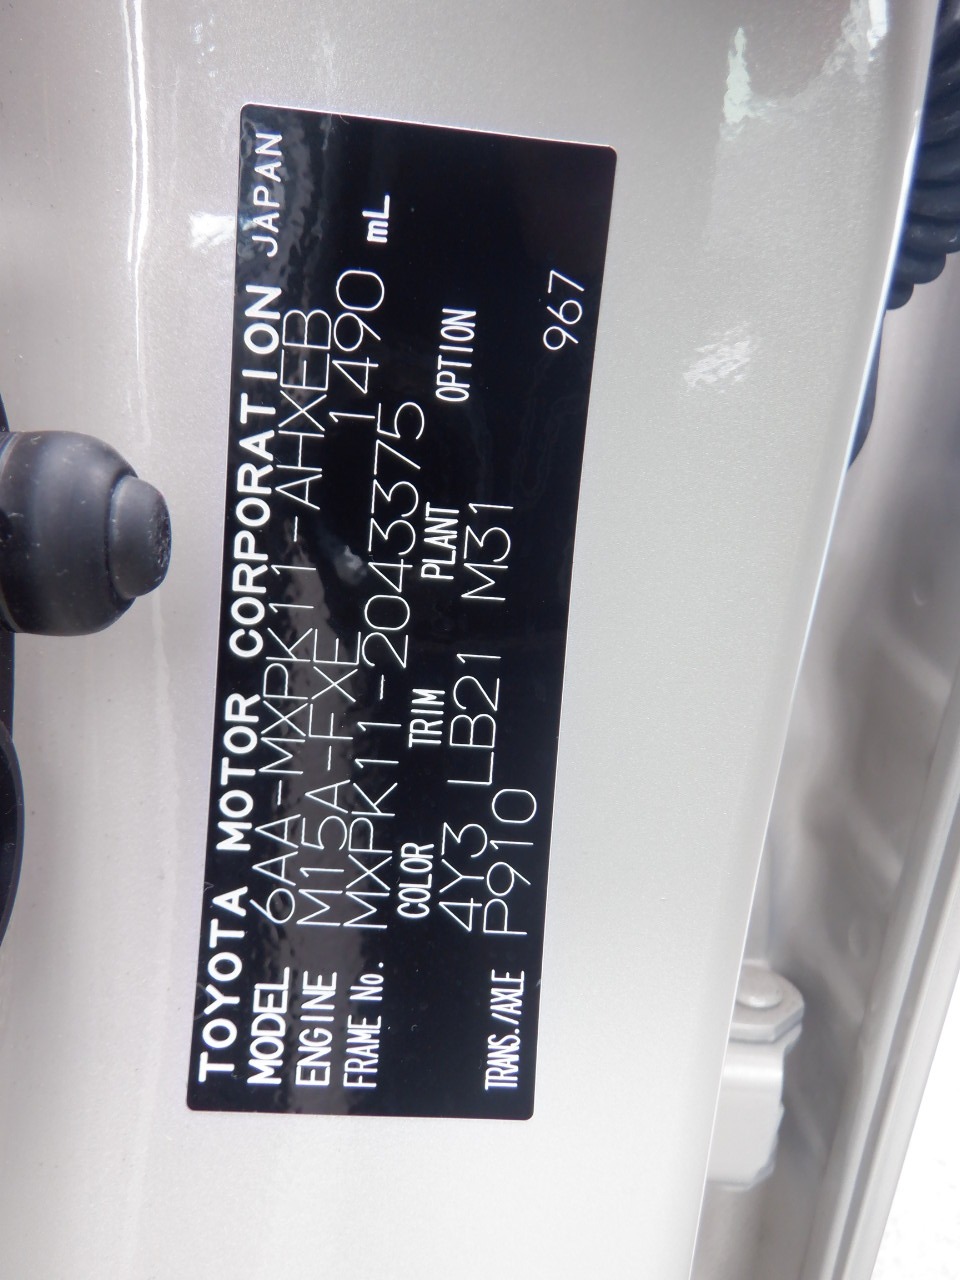 TOYOTA MOTOR CORPORATION JAPAN
MODEL 6AA-MXPK11-AHXEB
ENGINE M15A-FXE 1490 mL
FRAME No. MXPK11-2043375
COLOR TRIM PLANT OPTION
4Y3 LB21 M31
TRANS./AXLE P910 967